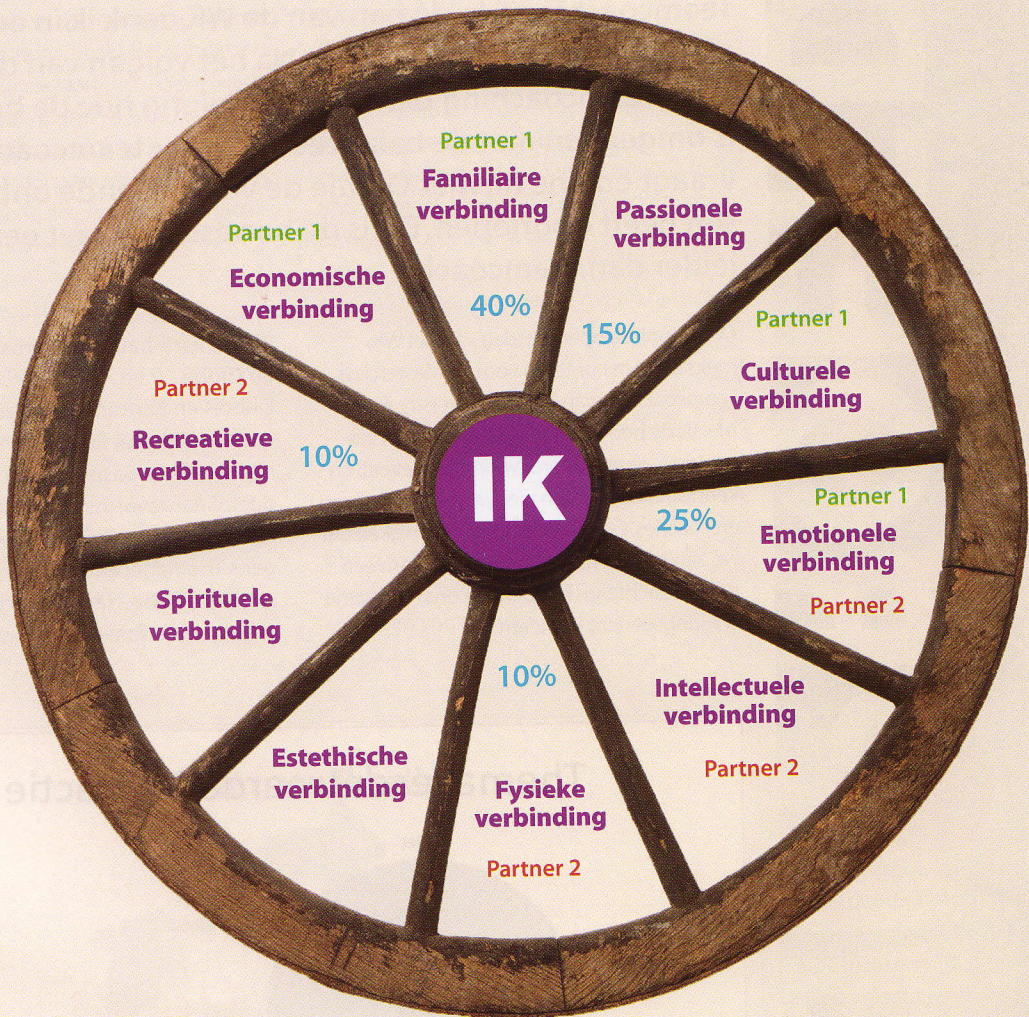 Partner 1
Familiaire
verbinding
40%
Passionele
verbinding
15%
Partner 1
Culturele
verbinding
Partner 1
25%
Emotionele
verbinding
Partner 2
Intellectuele
verbinding
Partner 2
10%
Fysieke
verbinding
Partner 2
Estethische
verbinding
Spirituele
verbinding
Partner 2
Recreatieve
verbinding
10%
Partner 1
Economische
verbinding
IK